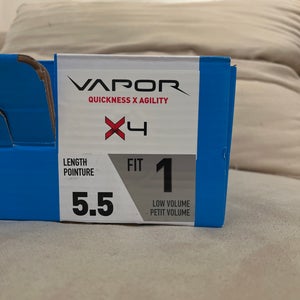 VAPOR
QUICKNESS X AGILITY
X4
LENGTH
POINTURE
5.5
FIT 1
LOW VOLUME
PETIT VOLUME